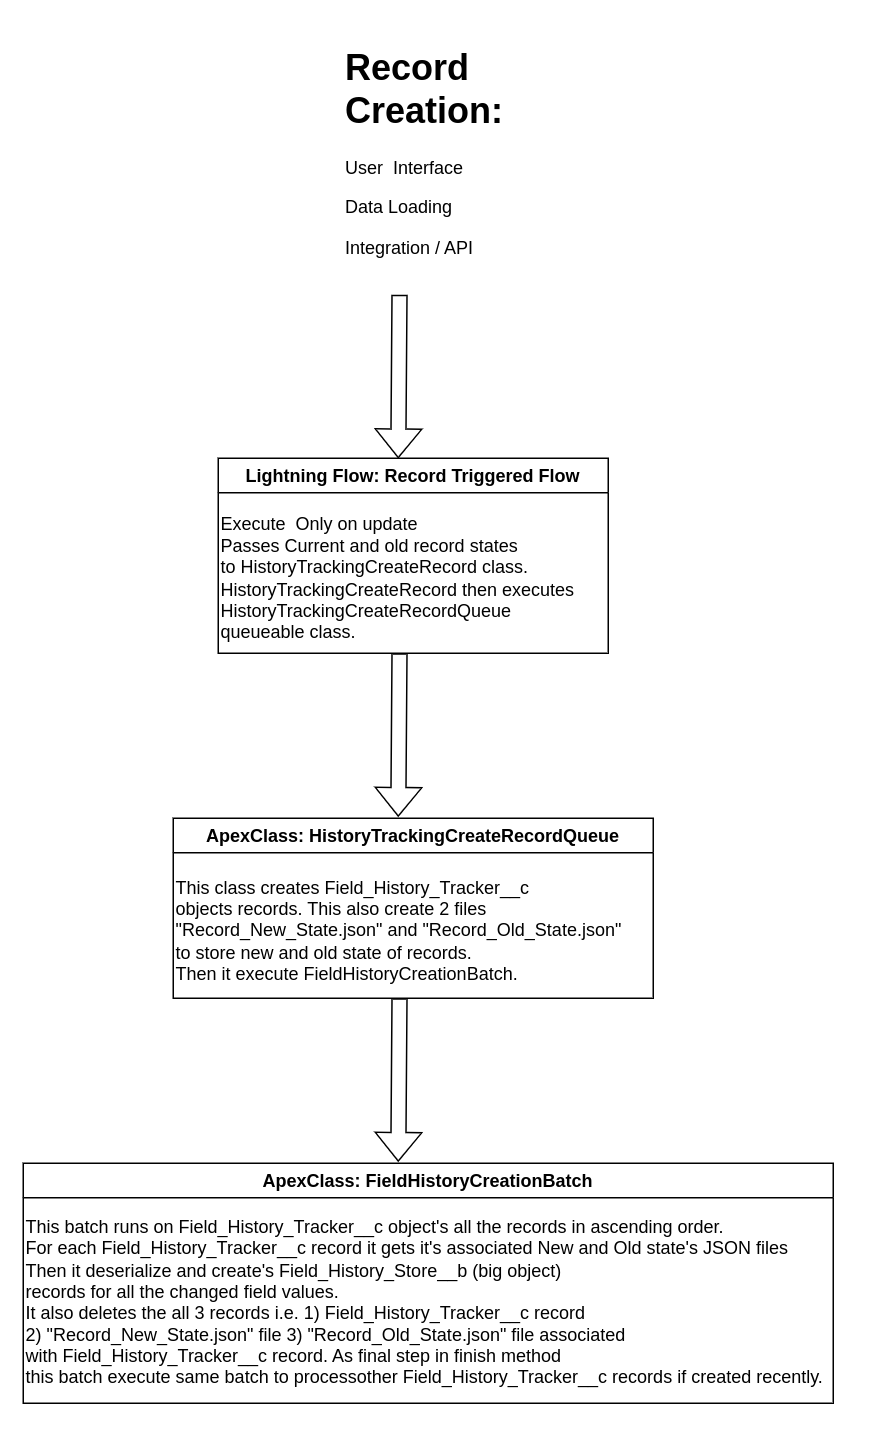 Record
Creation:
User  Interface
Data Loading
Integration / API
Lightning Flow: Record Triggered Flow
Execute  Only on update
Passes Current and old record states
to HistoryTrackingCreateRecord class.
HistoryTrackingCreateRecord then executes
HistoryTrackingCreateRecordQueue
queueable class.
ApexClass: HistoryTrackingCreateRecordQueue
This class creates Field_History_Tracker__c
objects records. This also create 2 files
"Record_New_State.json" and "Record_Old_State.json"
to store new and old state of records.
Then it execute FieldHistoryCreationBatch.
ApexClass: FieldHistoryCreationBatch
This batch runs on Field_History_Tracker__c object's all the records in ascending order.
For each Field_History_Tracker__c record it gets it's associated New and Old state's JSON files
Then it deserialize and create's Field_History_Store__b (big object)
records for all the changed field values.
It also deletes the all 3 records i.e. 1) Field_History_Tracker__c record
2) "Record_New_State.json" file 3) "Record_Old_State.json" file associated
with Field_History_Tracker__c record. As final step in finish method
this batch execute same batch to processother Field_History_Tracker__c records if created recently.